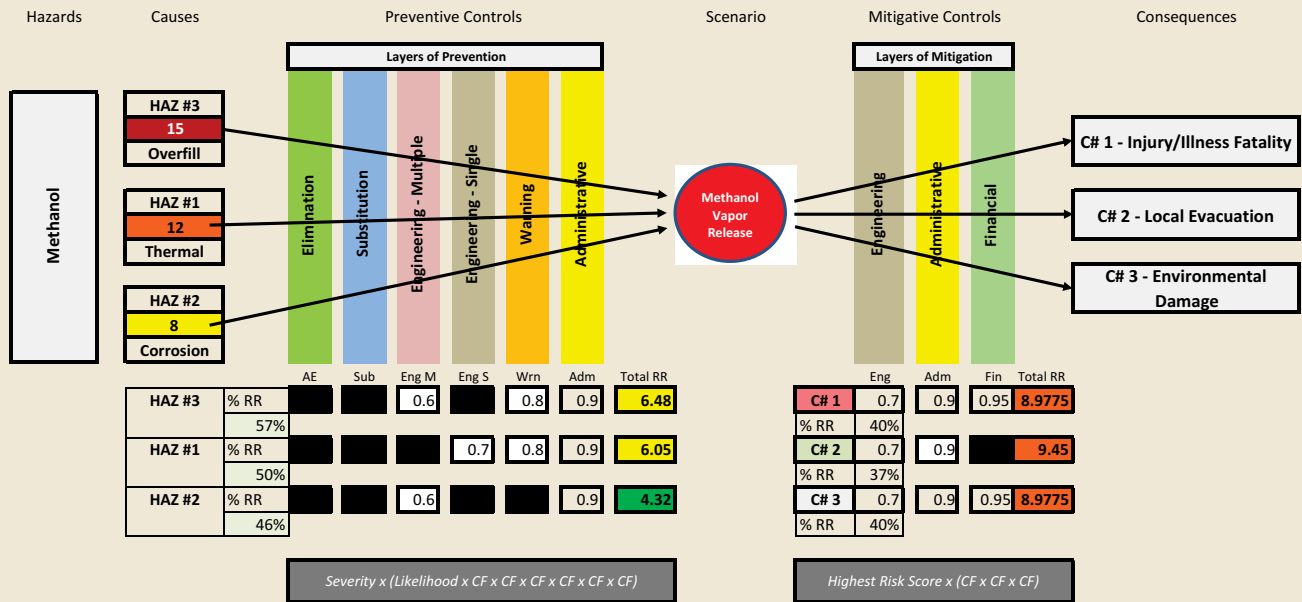 Hazards Causes Preventive Controls Scenario Mitigative Controls Consequences
Layers of Prevention
Layers of Mitigation
Methanol
HAZ #3
15
Overfill
HAZ #1
12
Thermal
HAZ #2
8
Corrosion
Elimination
Substitution
Engineering - Multiple
Engineering - Single
Warning
Administrative
Methanol
Vapor
Release
Engineering
Administrative
Financial
C# 1 - Injury/Illness Fatality
C# 2 - Local Evacuation
C# 3 - Environmental
Damage
AE Sub Eng M Eng S Wrn Adm Total RR
HAZ #3 % RR 0.6 0.8 0.9 6.48
57%
HAZ #1 % RR 0.7 0.8 0.9 6.05
50%
HAZ #2 % RR 0.6 0.9 4.32
46%
Eng Adm Fin Total RR
C# 1 0.7 0.9 0.95 8.9775
% RR 40%
C# 2 0.7 0.9 9.45
% RR 37%
C# 3 0.7 0.9 0.95 8.9775
% RR 40%
Severity x (Likelihood x CF x CF x CF x CF x CF x CF)
Highest Risk Score x (CF x CF x CF)